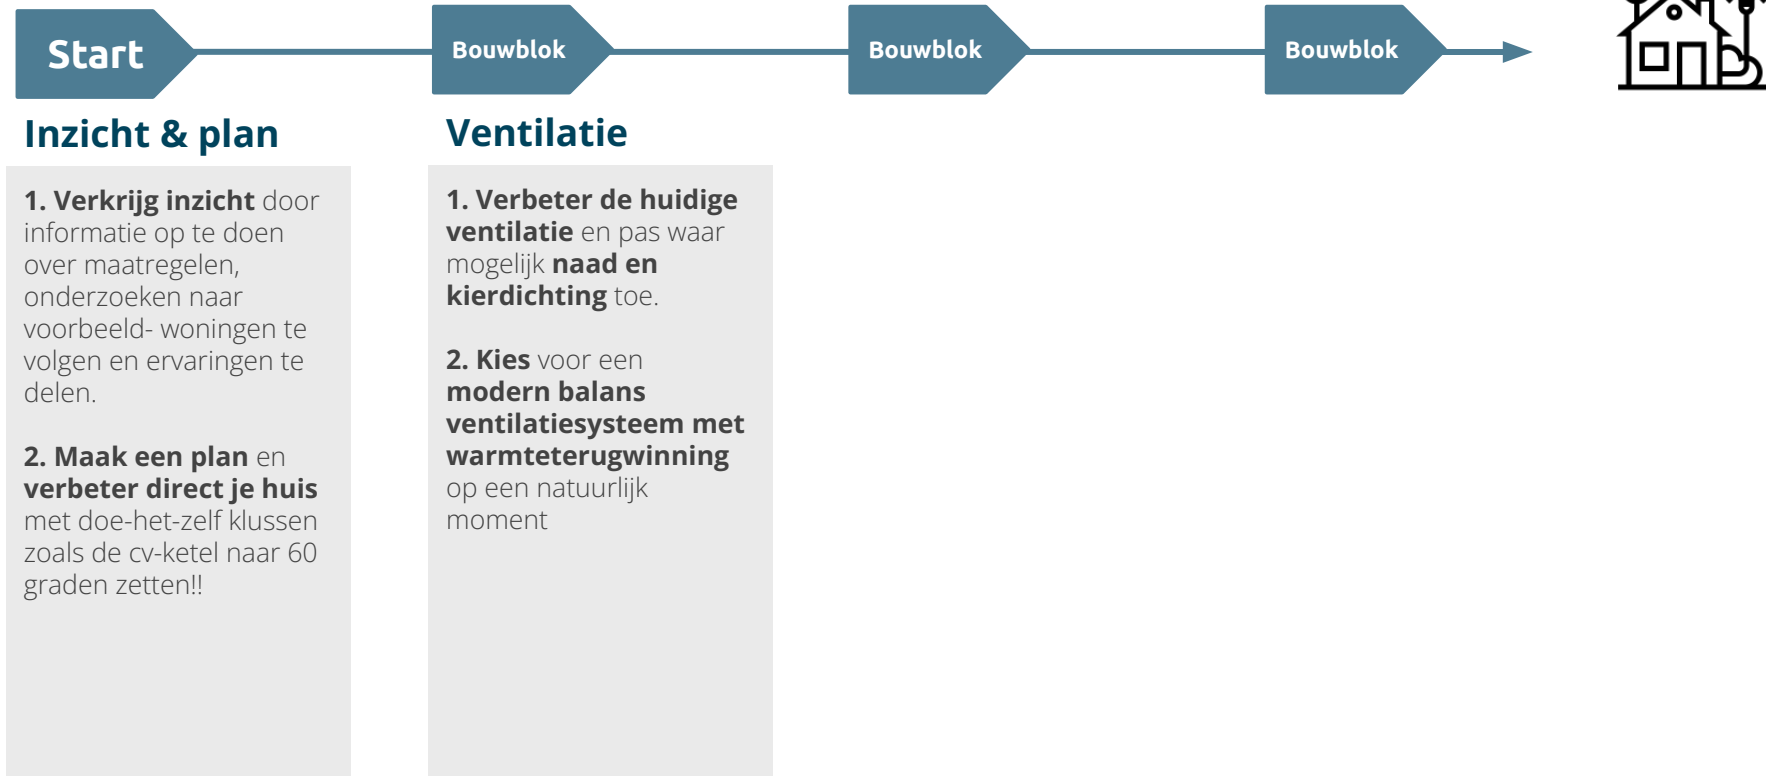 Start
Bouwblok
Bouwblok
Bouwblok
Inzicht & plan
1. Verkrijg inzicht door
informatie op te doen
over maatregelen,
onderzoeken naar
voorbeeld- woningen te
volgen en ervaringen te
delen.
2. Maak een plan en
verbeter direct je huis
met doe-het-zelf klussen
zoals de cv-ketel naar 60
graden zetten!!
Ventilatie
1. Verbeter de huidige
ventilatie en pas waar
mogelijk naad en
kierdichting toe.
2. Kies voor een
modern balans
ventilatiesysteem met
warmteterugwinning
op een natuurlijk
moment